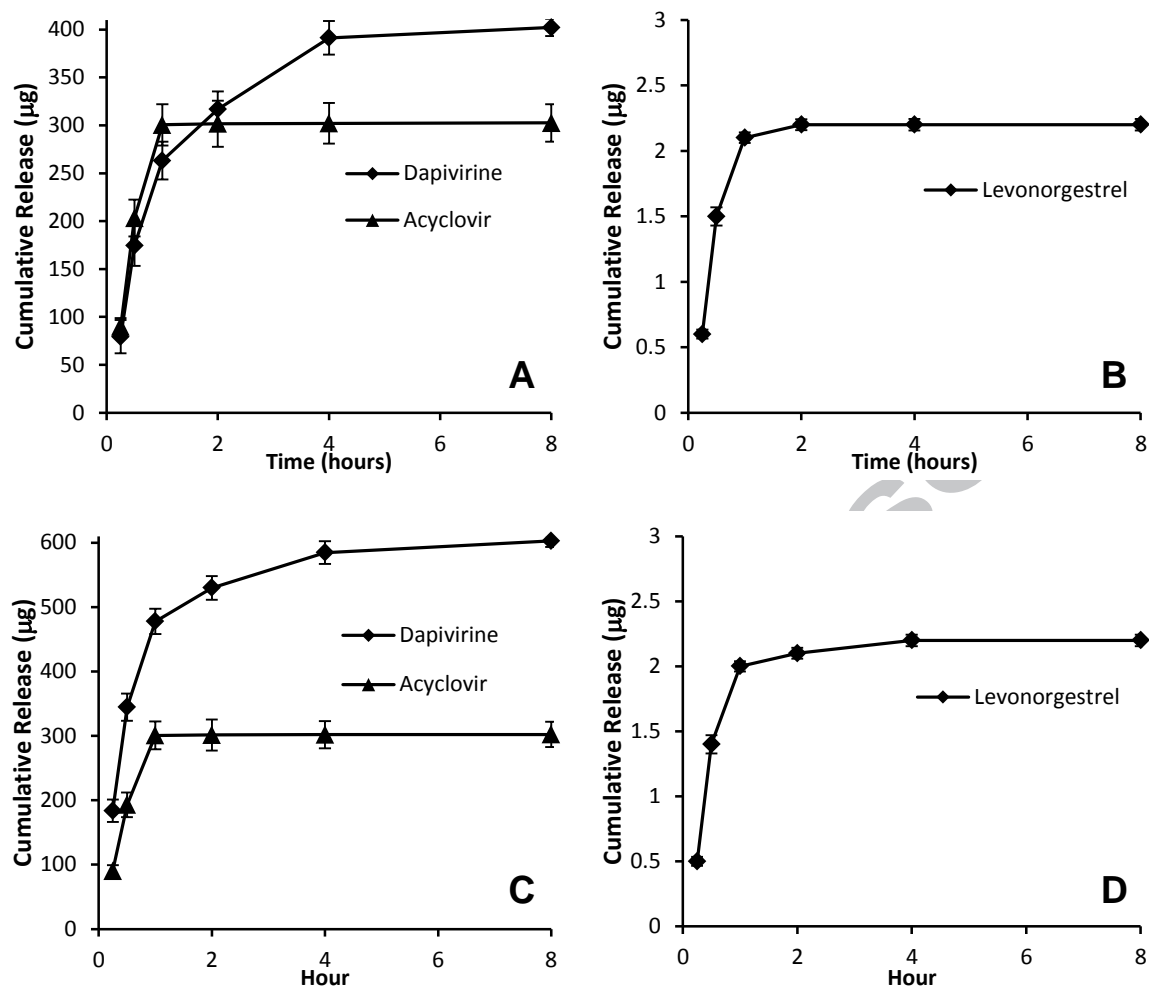 Cumulative Release (µg)
400
350
300
250
200
150
100
50
0
0
2
4
6
8
Time (hours)
Dapivirine
Acyclovir
A
Cumulative Release (µg)
3
2.5
2
1.5
1
0.5
0
0
2
4
6
8
Time (hours)
Levonorgestrel
B
Cumulative Release (µg)
600
500
400
300
200
100
0
0
2
4
6
8
Hour
Dapivirine
Acyclovir
C
Cumulative Release (µg)
3
2.5
2
1.5
1
0.5
0
0
2
4
6
8
Hour
Levonorgestrel
D